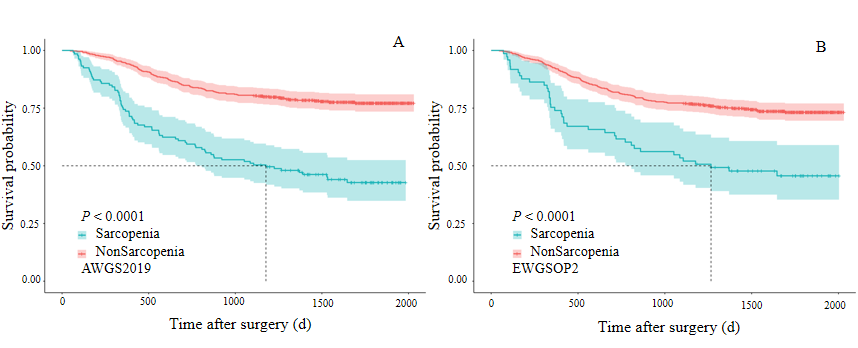 A
1.00
0.75
0.50
0.25
0.00
Survival probability
P < 0.0001
Sarcopenia
NonSarcopenia
AWGS2019
0 500 1000 1500 2000
Time after surgery (d)
B
1.00
0.75
0.50
0.25
0.00
Survival probability
P < 0.0001
Sarcopenia
NonSarcopenia
EWGSOP2
0 500 1000 1500 2000
Time after surgery (d)